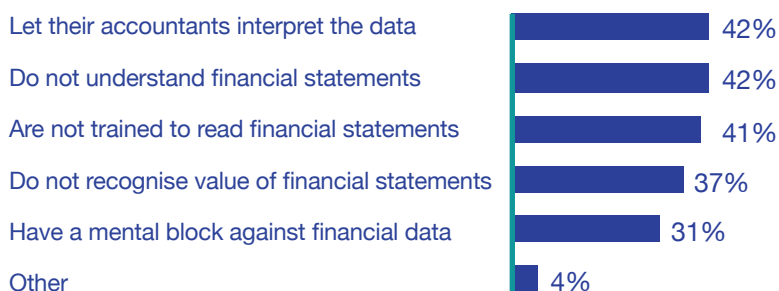 Let their accountants interpret the data 42%
Do not understand financial statements 42%
Are not trained to read financial statements 41%
Do not recognise value of financial statements 37%
Have a mental block against financial data 31%
Other 4%